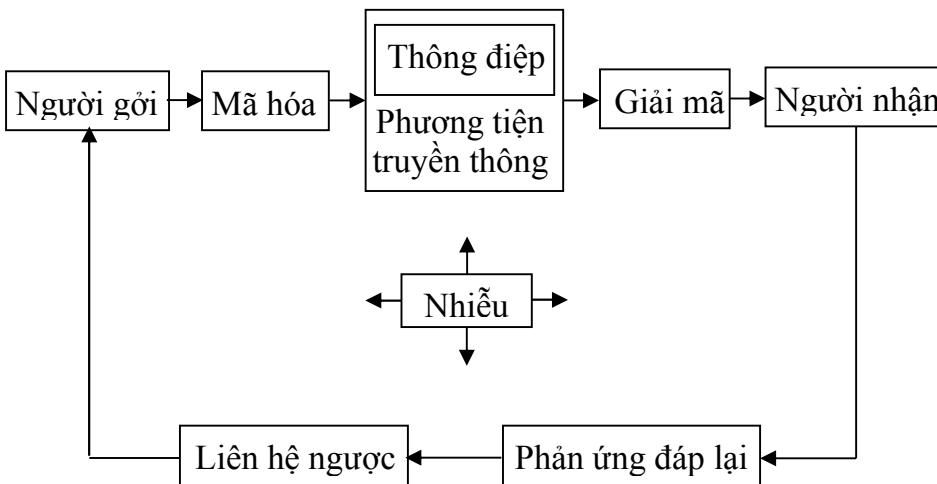 Người gởi
Mã hóa
Thông điệp
Phương tiện
truyền thông
Giải mã
Người nhận
Nhiễu
Liên hệ ngược
Phản ứng đáp lại